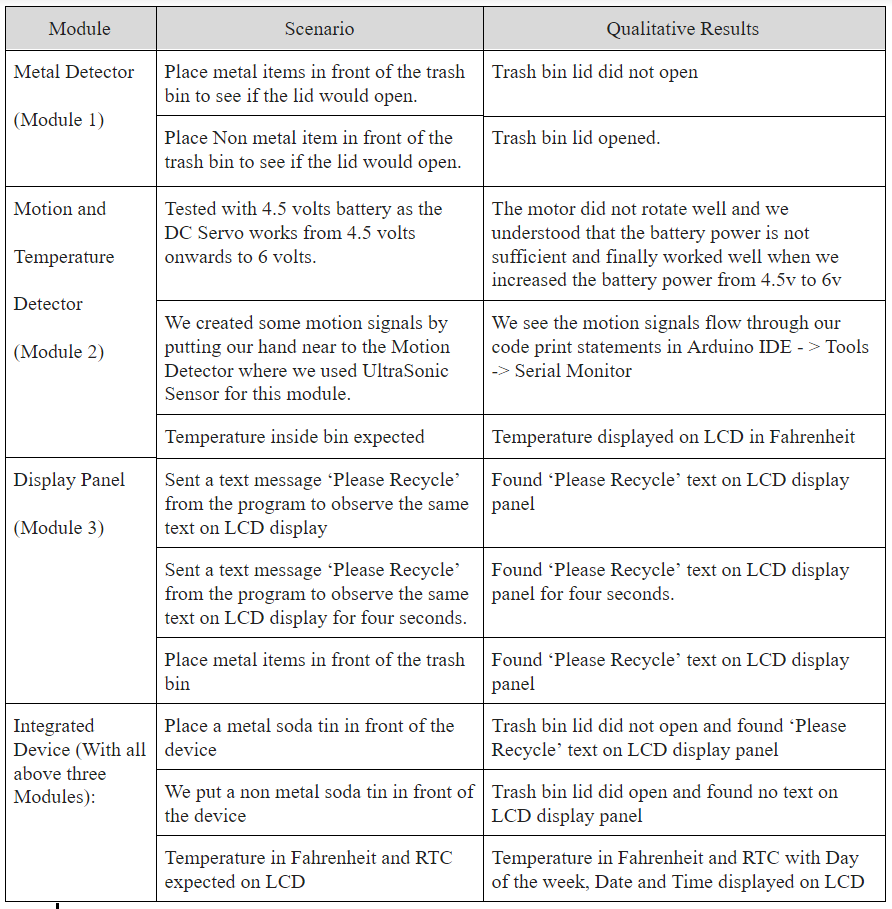 Module
Scenario
Qualitative Results
Metal Detector
(Module 1)
Place metal items in front of the trash
bin to see if the lid would open.
Trash bin lid did not open
Place Non metal item in front of the
trash bin to see if the lid would open.
Trash bin lid opened.
Motion and
Temperature
Detector
(Module 2)
Tested with 4.5 volts battery as the
DC Servo works from 4.5 volts
onwards to 6 volts.
The motor did not rotate well and we
understood that the battery power is not
sufficient and finally worked well when we
increased the battery power from 4.5v to 6v
We created some motion signals by
putting our hand near to the Motion
Detector where we used UltraSonic
Sensor for this module.
We see the motion signals flow through our
code print statements in Arduino IDE - > Tools
-> Serial Monitor
Temperature inside bin expected
Temperature displayed on LCD in Fahrenheit
Display Panel
(Module 3)
Sent a text message ‘Please Recycle’
from the program to observe the same
text on LCD display
Found ‘Please Recycle’ text on LCD display
panel
Sent a text message ‘Please Recycle’
from the program to observe the same
text on LCD display for four seconds.
Found ‘Please Recycle’ text on LCD display
panel for four seconds.
Place metal items in front of the trash
bin
Found ‘Please Recycle’ text on LCD display
panel
Integrated
Device (With all
above three
Modules):
Place a metal soda tin in front of the
device
Trash bin lid did not open and found ‘Please
Recycle’ text on LCD display panel
We put a non metal soda tin in front of
the device
Trash bin lid did open and found no text on
LCD display panel
Temperature in Fahrenheit and RTC
expected on LCD
Temperature in Fahrenheit and RTC with Day
of the week, Date and Time displayed on LCD